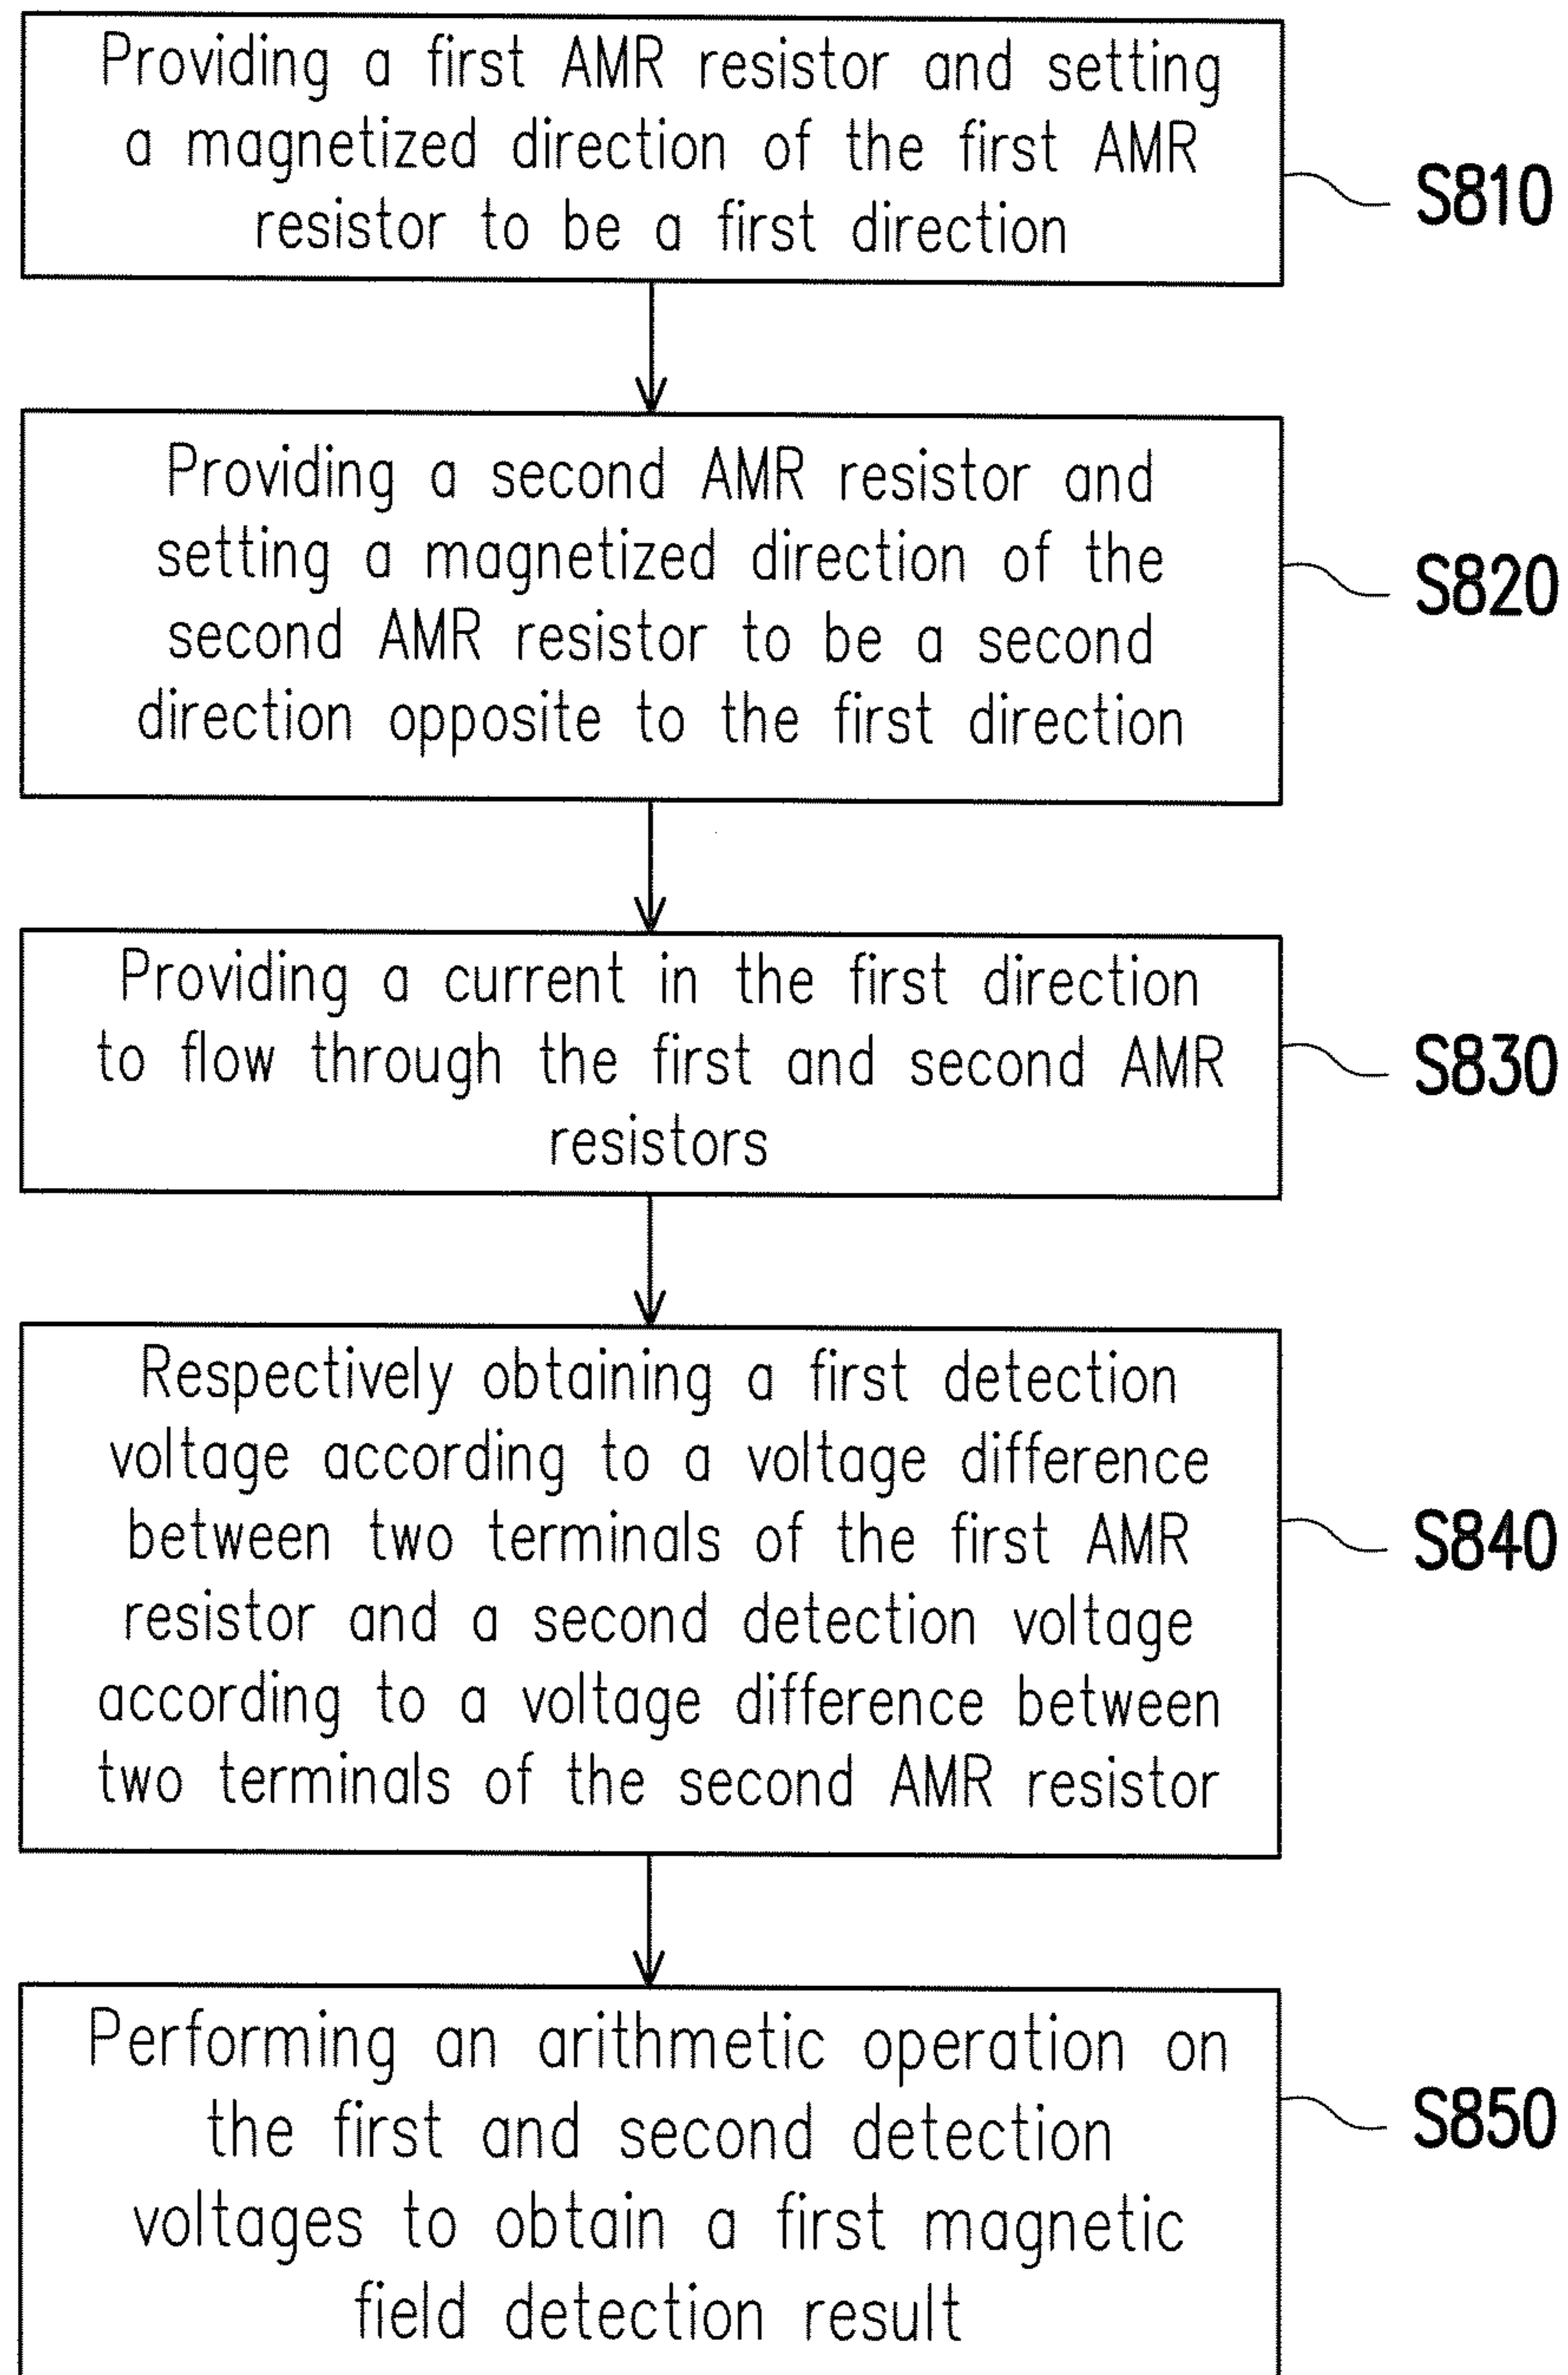 Providing a first AMR resistor and setting
a magnetized direction of the first AMR
resistor to be a first direction
S810
Providing a second AMR resistor and
setting a magnetized direction of the
second AMR resistor to be a second
direction opposite to the first direction
S820
Providing a current in the first direction
to flow through the first and second AMR
resistors
S830
Respectively obtaining a first detection
voltage according to a voltage difference
between two terminals of the first AMR
resistor and a second detection voltage
according to a voltage difference between
two terminals of the second AMR resistor
S840
Performing an arithmetic operation on
the first and second detection
voltages to obtain a first magnetic
field detection result
S850